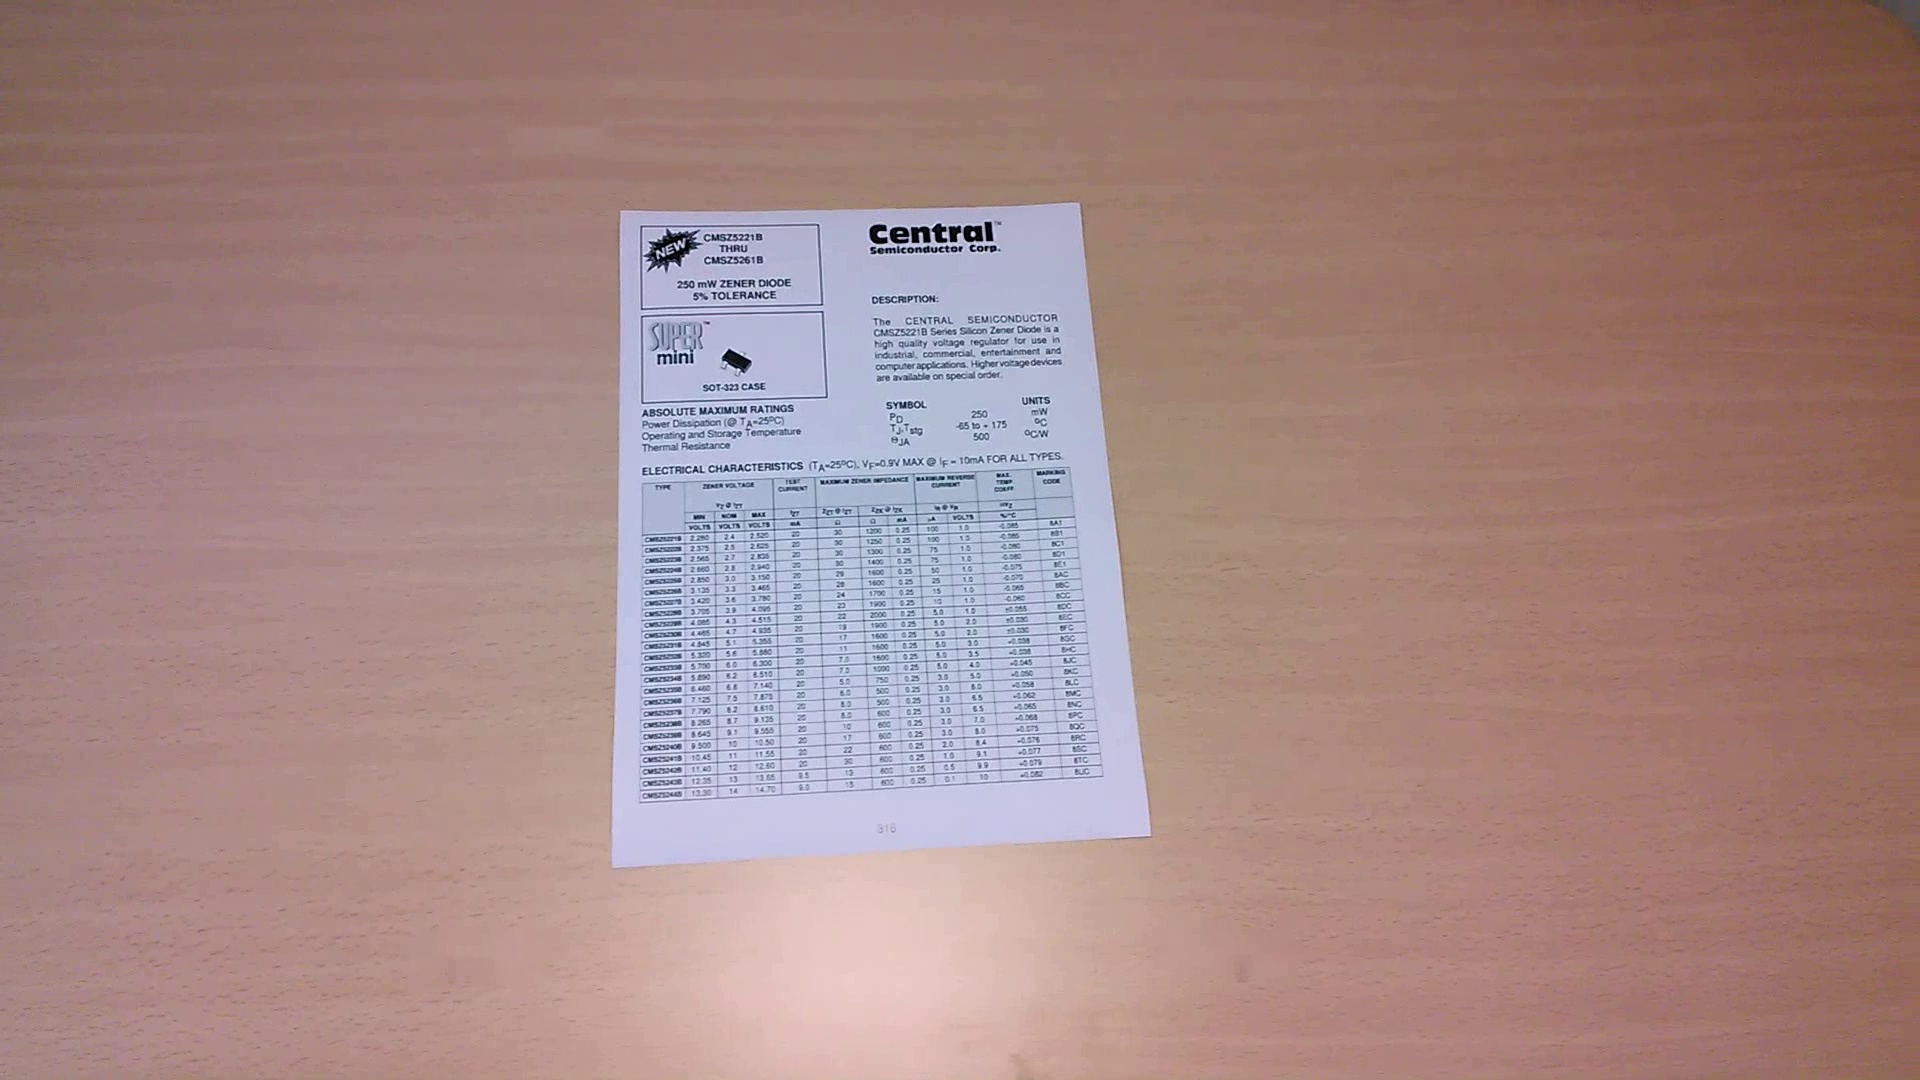 NEW
CMSZ5221B
THRU
CMSZ5261B
250 mW ZENER DIODE
5% TOLERANCE
Central™
Semiconductor Corp.
SUPER™
mini
SOT-323 CASE
DESCRIPTION:
The CENTRAL SEMICONDUCTOR
CMSZ5221B Series Silicon Zener Diode is a
high quality voltage regulator for use in
industrial, commercial, entertainment and
computer applications. Higher voltage devices
are available on special order.
ABSOLUTE MAXIMUM RATINGS SYMBOL UNITS
Power Dissipation (@ TA=25ºC) PD 250 mW
Operating and Storage Temperature TJ,Tstg -65 to + 175 ºC
Thermal Resistance ΘJA 500 ºC/W
ELECTRICAL CHARACTERISTICS (TA=25ºC), VF=0.9V MAX @ IF = 10mA FOR ALL TYPES.
TYPE ZENER VOLTAGE TEST CURRENT MAXIMUM ZENER IMPEDANCE MAXIMUM REVERSE CURRENT MAX. TEMP COEFF MARKING CODE
VZ @ IZT IZT ZZT @ IZT ZZK @ IZK IR @ VR
MIN NOM MAX
VOLTS VOLTS VOLTS mA Ω Ω mA µA VOLTS %/ºC
CMSZ5221B 2.280 2.4 2.520 20 30 1200 0.25 100 1.0 -0.085 8A1
CMSZ5222B 2.375 2.5 2.625 20 30 1250 0.25 100 1.0 -0.085 8B1
CMSZ5223B 2.565 2.7 2.835 20 30 1300 0.25 75 1.0 -0.080 8C1
CMSZ5224B 2.660 2.8 2.940 20 30 1400 0.25 75 1.0 -0.080 8D1
CMSZ5225B 2.850 3.0 3.150 20 29 1600 0.25 50 1.0 -0.075 8E1
CMSZ5226B 3.135 3.3 3.465 20 28 1600 0.25 25 1.0 -0.070 8AC
CMSZ5227B 3.420 3.6 3.780 20 24 1700 0.25 15 1.0 -0.065 8BC
CMSZ5228B 3.705 3.9 4.095 20 23 1900 0.25 10 1.0 -0.060 8CC
CMSZ5229B 4.085 4.3 4.515 20 22 2000 0.25 5.0 1.0 ±0.055 8DC
CMSZ5230B 4.465 4.7 4.935 20 19 1900 0.25 5.0 2.0 ±0.030 8EC
CMSZ5231B 4.845 5.1 5.355 20 17 1600 0.25 5.0 2.0 ±0.030 8FC
CMSZ5232B 5.320 5.6 5.880 20 11 1600 0.25 5.0 3.0 +0.038 8GC
CMSZ5233B 5.700 6.0 6.300 20 7.0 1600 0.25 5.0 3.5 +0.038 8HC
CMSZ5234B 5.890 6.2 6.510 20 7.0 1000 0.25 5.0 4.0 +0.045 8JC
CMSZ5235B 6.460 6.8 7.140 20 5.0 750 0.25 3.0 5.0 +0.050 8KC
CMSZ5236B 7.125 7.5 7.875 20 6.0 500 0.25 3.0 6.0 +0.058 8LC
CMSZ5237B 7.790 8.2 8.610 20 8.0 500 0.25 3.0 6.5 +0.062 8MC
CMSZ5238B 8.265 8.7 9.135 20 8.0 600 0.25 3.0 6.5 +0.065 8NC
CMSZ5239B 8.645 9.1 9.555 20 10 600 0.25 3.0 7.0 +0.068 8PC
CMSZ5240B 9.500 10 10.50 20 17 600 0.25 3.0 8.0 +0.075 8QC
CMSZ5241B 10.45 11 11.55 20 22 600 0.25 2.0 8.4 +0.076 8RC
CMSZ5242B 11.40 12 12.60 20 30 600 0.25 1.0 9.1 +0.077 8SC
CMSZ5243B 12.35 13 13.65 9.5 13 600 0.25 0.5 9.9 +0.079 8TC
CMSZ5244B 13.30 14 14.70 9.0 15 600 0.25 0.1 10 +0.082 8UC
316